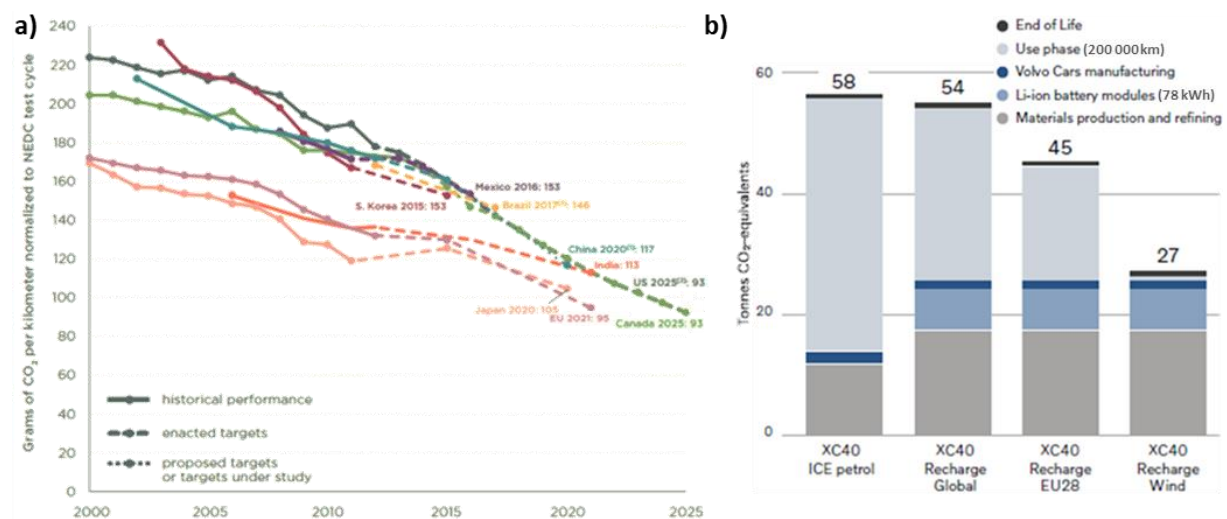 a)
240
220
200
180
160
140
120
100
80
60
40
20
0
Grams of CO₂ per kilometer normalized to NEDC test cycle
2000
2005
2010
2015
2020
2025
Mexico 2016: 153
S. Korea 2015: 153
Brazil 2017[1]: 146
China 2020[1]: 117
India: 113
US 2025[2]: 93
Japan 2020: 105
EU 2021: 95
Canada 2025: 93
historical performance
enacted targets
proposed targets
or targets under study
b)
End of Life
Use phase (200 000km)
Volvo Cars manufacturing
Li-ion battery modules (78 kWh)
Materials production and refining
Tonnes CO₂-equivalents
60
40
20
0
58
54
45
27
XC40
ICE petrol
XC40
Recharge
Global
XC40
Recharge
EU28
XC40
Recharge
Wind